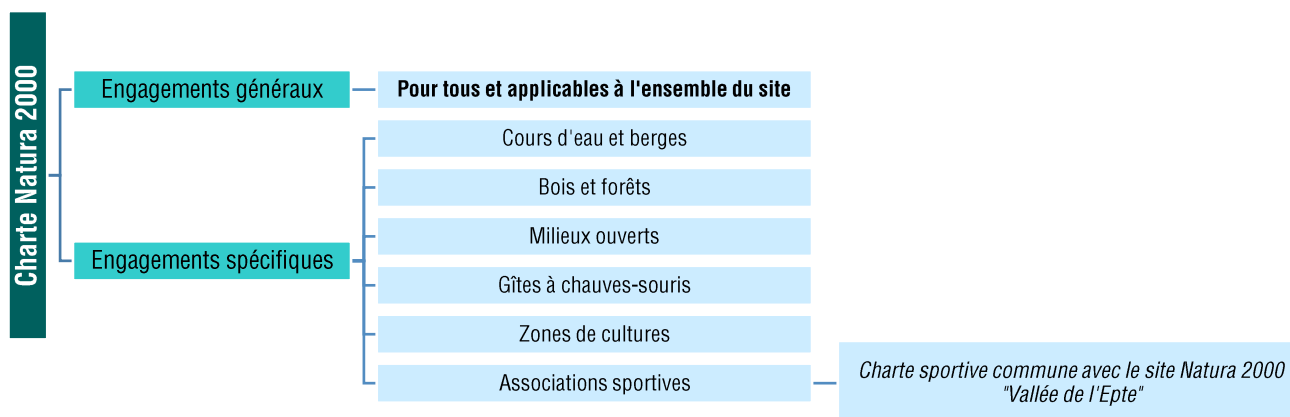 Charte Natura 2000
Engagements généraux
Pour tous et applicables à l'ensemble du site
Engagements spécifiques
Cours d'eau et berges
Bois et forêts
Milieux ouverts
Gîtes à chauves-souris
Zones de cultures
Associations sportives
Charte sportive commune avec le site Natura 2000
"Vallée de l'Epte"